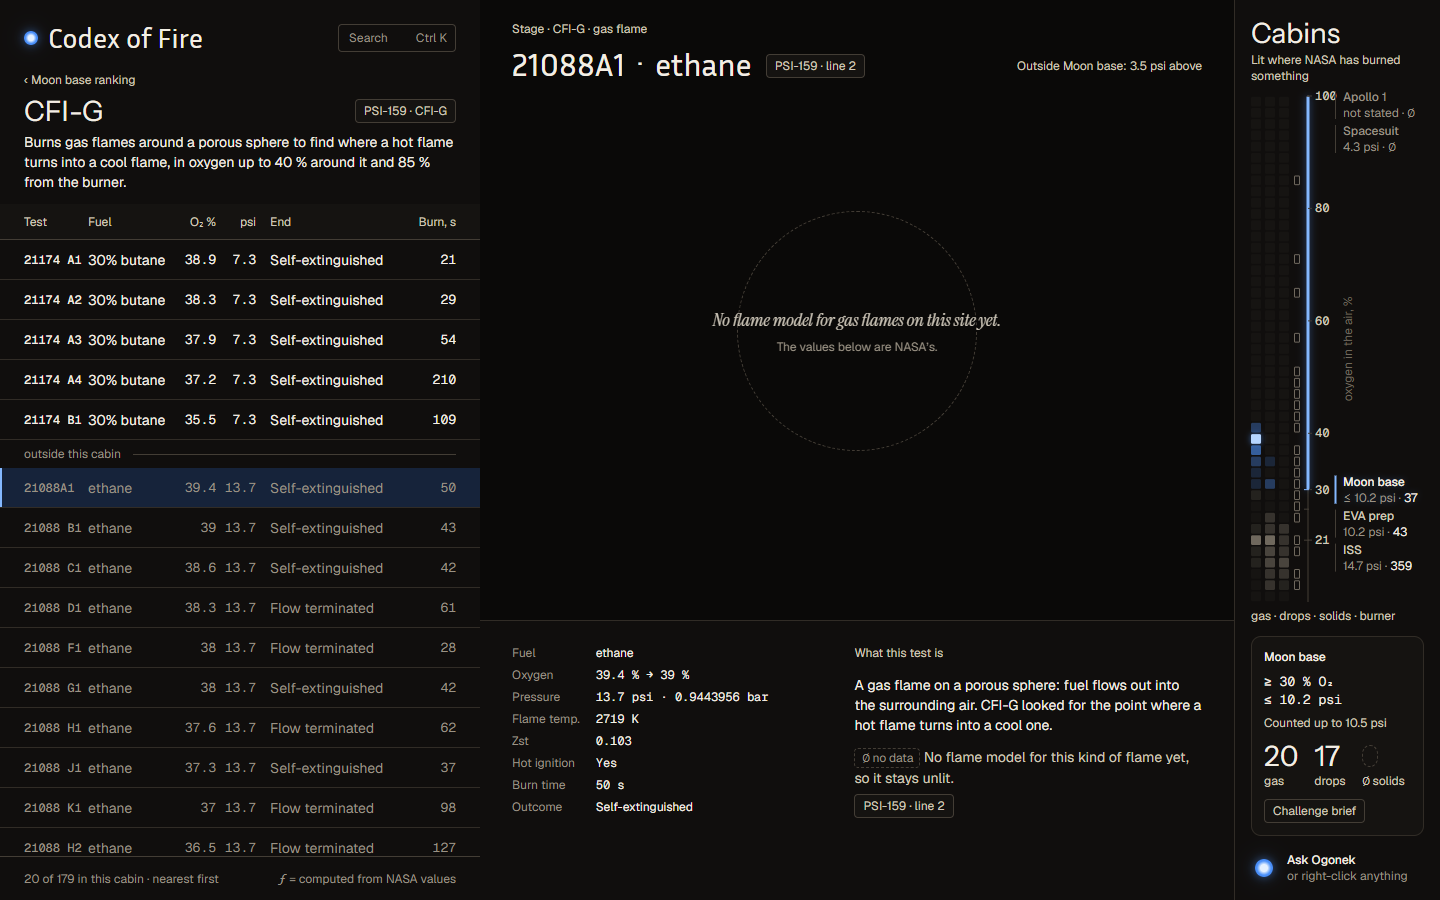 Codex of Fire
Search Ctrl K
‹ Moon base ranking
CFI-G
PSI-159 · CFI-G
Burns gas flames around a porous sphere to find where a hot flame
turns into a cool flame, in oxygen up to 40 % around it and 85 %
from the burner.
Test Fuel O₂ % psi End Burn, s
21174 A1 30% butane 38.9 7.3 Self-extinguished 21
21174 A2 30% butane 38.3 7.3 Self-extinguished 29
21174 A3 30% butane 37.9 7.3 Self-extinguished 54
21174 A4 30% butane 37.2 7.3 Self-extinguished 210
21174 B1 30% butane 35.5 7.3 Self-extinguished 109
outside this cabin
21088A1 ethane 39.4 13.7 Self-extinguished 50
21088 B1 ethane 39 13.7 Self-extinguished 43
21088 C1 ethane 38.6 13.7 Self-extinguished 42
21088 D1 ethane 38.3 13.7 Flow terminated 61
21088 F1 ethane 38 13.7 Flow terminated 28
21088 G1 ethane 38 13.7 Self-extinguished 42
21088 H1 ethane 37.6 13.7 Flow terminated 62
21088 J1 ethane 37.3 13.7 Self-extinguished 37
21088 K1 ethane 37 13.7 Flow terminated 98
21088 H2 ethane 36.5 13.7 Flow terminated 127
20 of 179 in this cabin · nearest first
ƒ = computed from NASA values
Stage · CFI-G · gas flame
21088A1 · ethane
PSI-159 · line 2
Outside Moon base: 3.5 psi above
No flame model for gas flames on this site yet.
The values below are NASA's.
Fuel ethane
Oxygen 39.4 % → 39 %
Pressure 13.7 psi · 0.9443956 bar
Flame temp. 2719 K
Zst 0.103
Hot ignition Yes
Burn time 50 s
Outcome Self-extinguished
What this test is
A gas flame on a porous sphere: fuel flows out into
the surrounding air. CFI-G looked for the point where a
hot flame turns into a cool one.
Ø no data No flame model for this kind of flame yet,
so it stays unlit.
PSI-159 · line 2
Cabins
Lit where NASA has burned
something
100
80
60
40
30
21
oxygen in the air, %
Apollo 1
not stated · Ø
Spacesuit
4.3 psi · Ø
Moon base
≤ 10.2 psi · 37
EVA prep
10.2 psi · 43
ISS
14.7 psi · 359
gas · drops · solids · burner
Moon base
≥ 30 % O₂
≤ 10.2 psi
Counted up to 10.5 psi
20 17
gas drops Ø solids
Challenge brief
Ask Ogonek
or right-click anything